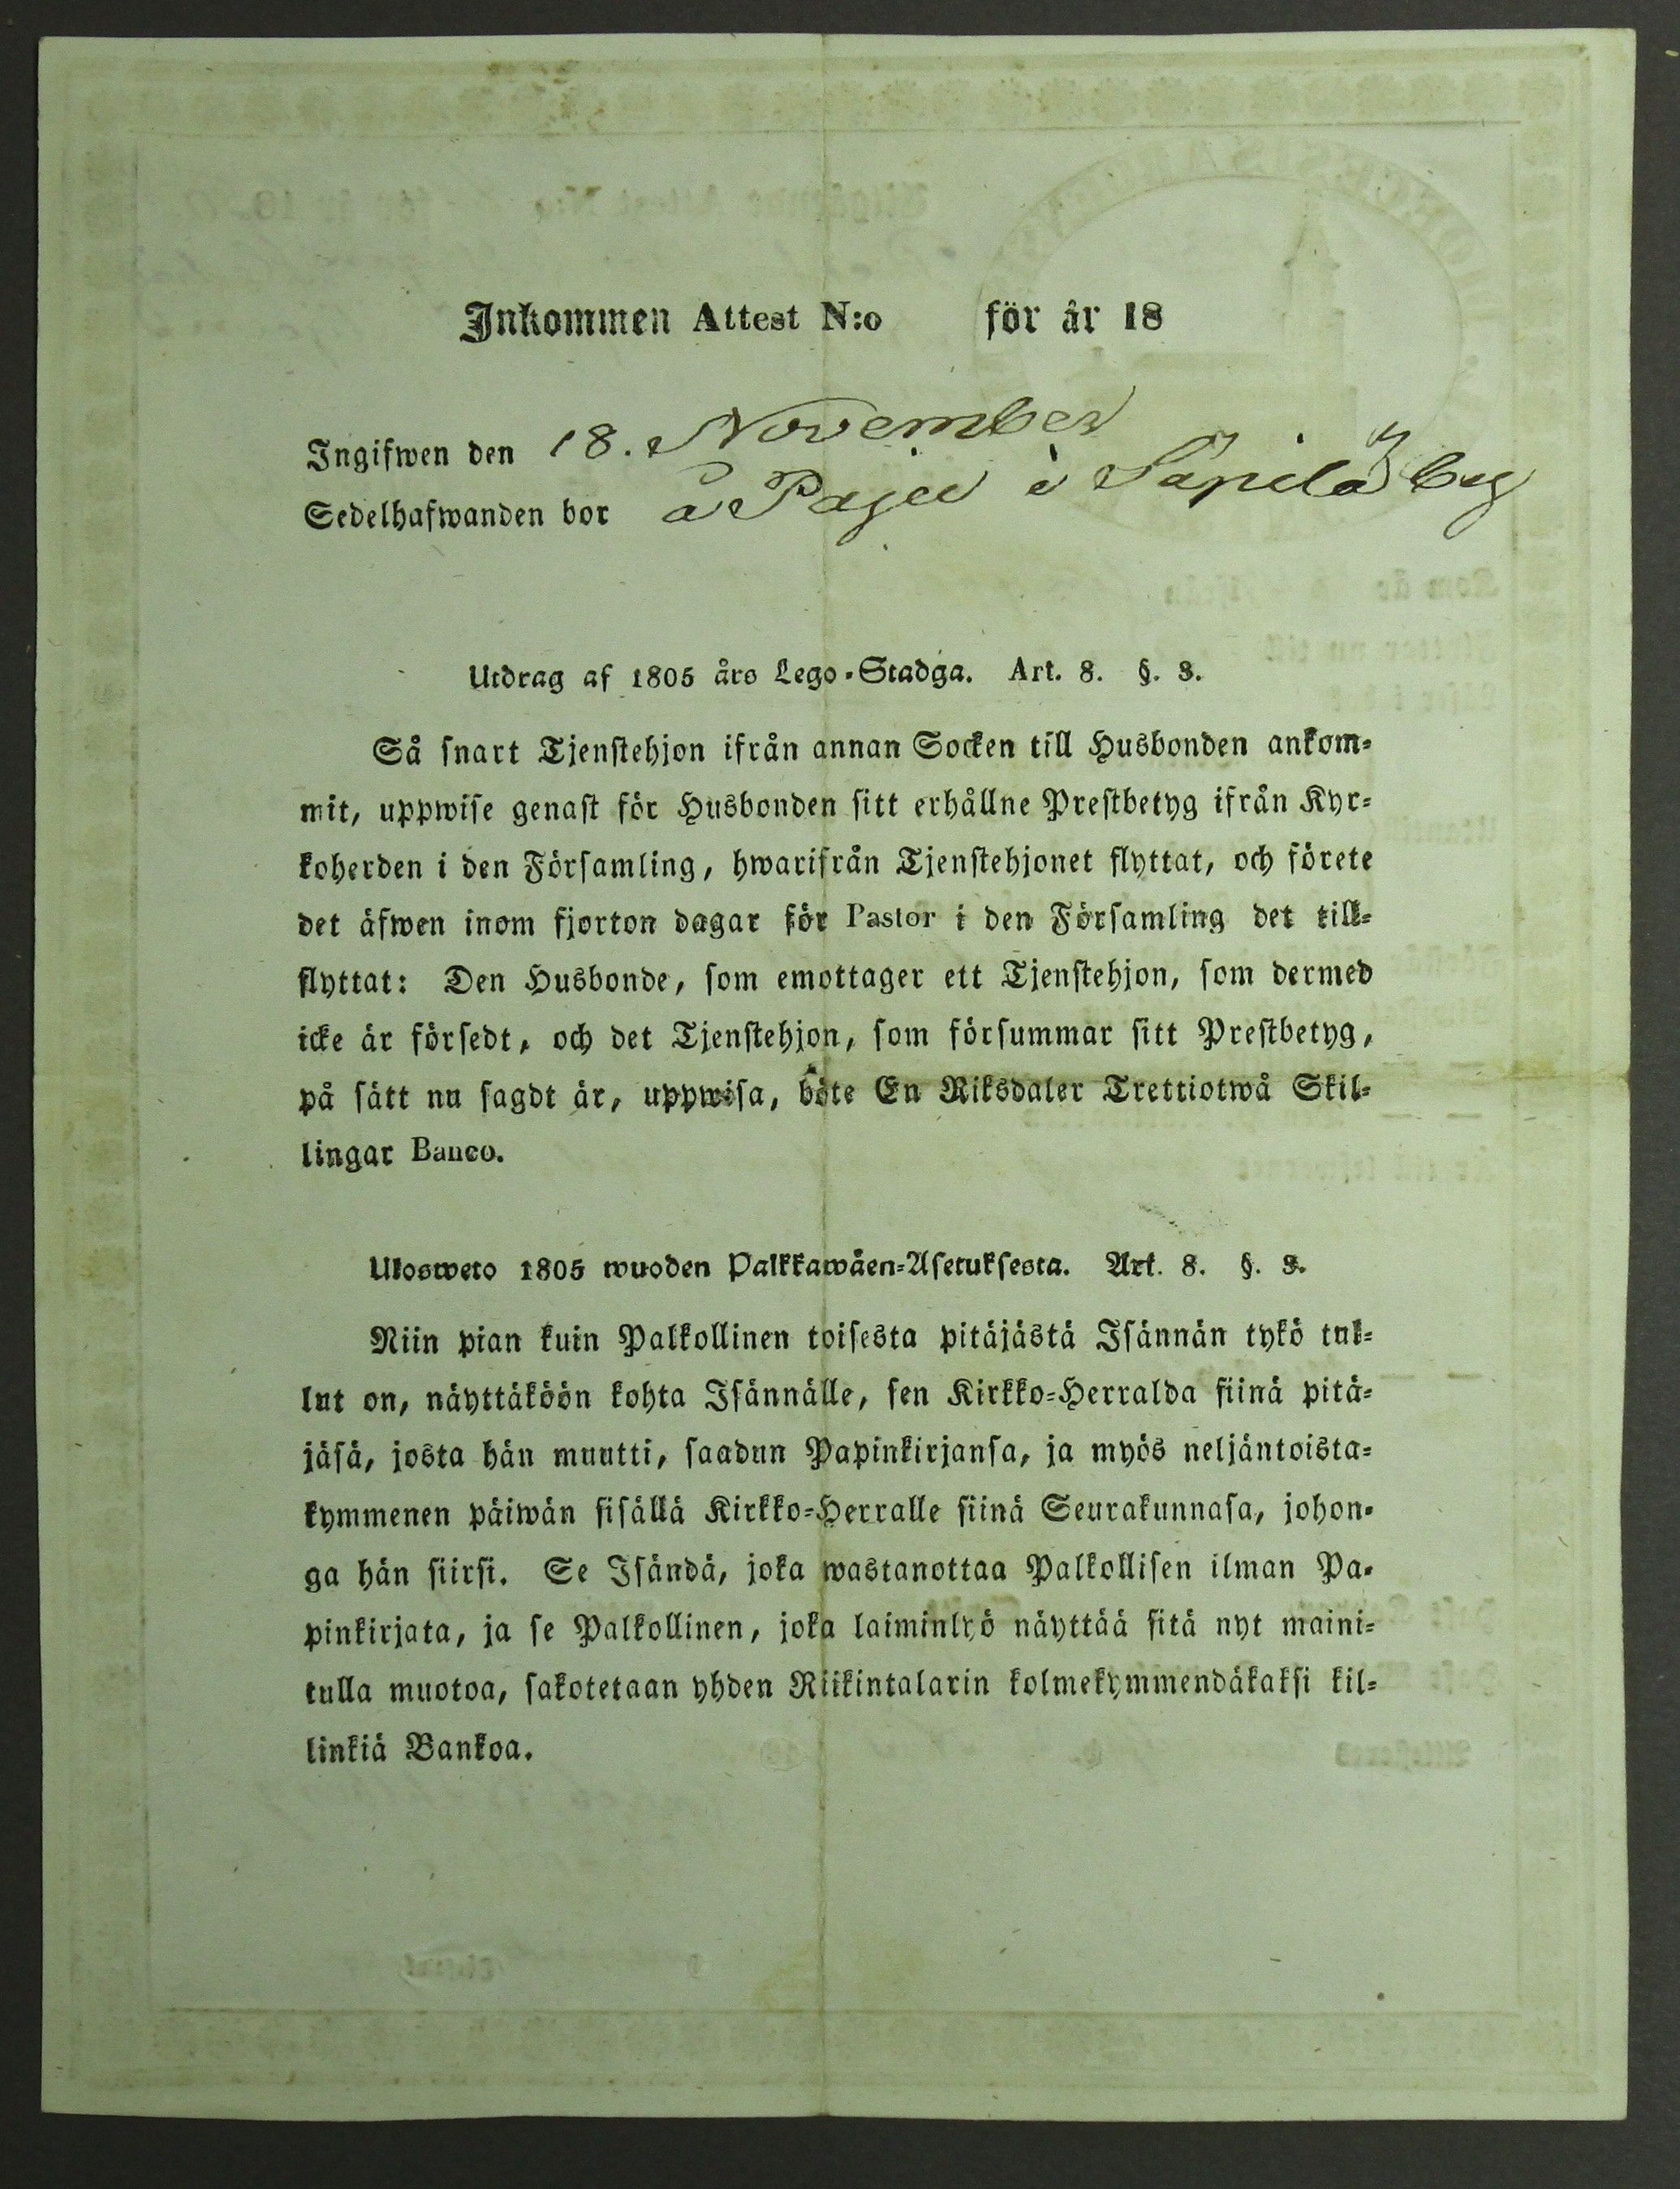 Inkommen Attest N:o för år 18
Ingifwen den 18. November
Sedelhafwanden bor å Paju i Säpilä by
Utdrag af 1805 års Lego-Stadga. Art. 8. §. 3.
Så snart Tjenstehjon ifrån annan Socken till Husbonden ankom-
mit, uppwise genast för Husbonden sitt erhållne Prestbetyg ifrån Kyr-
koherden i den Församling, hwarifrån Tjenstehjonet flyttat, och förete
det äfwen inom fjorton dagar för Pastor i den Församling det till-
flyttat: Den Husbonde, som emottager ett Tjenstehjon, som dermed
icke är försedt, och det Tjenstehjon, som försummar sitt Prestbetyg,
på sätt nu sagdt är, uppwisa, böte En Riksdaler Trettiotwå Skil-
lingar Banco.
Ulosweto 1805 wuoden Palkkawäen-Asetuksesta. Art. 8. §. 3.
Niin pian kuin Palkollinen toisesta pitäjästä Isännän tykö tul-
lut on, näyttäköön kohta Isännälle, sen Kirkko-Herralda siinä pitä-
jäsä, josta hän muutti, saadun Papinkirjansa, ja myös neljäntoista-
kymmenen päiwän sisällä Kirkko-Herralle siinä Seurakunnasa, johon-
ga hän siirsi. Se Isändä, joka wastanottaa Palkollisen ilman Pa-
pinkirjata, ja se Palkollinen, joka laiminlyö näyttää sitä nyt maini-
tulla muotoa, sakotetaan yhden Riikintalarin kolmekymmendäkaksi kil-
linkiä Bankoa.